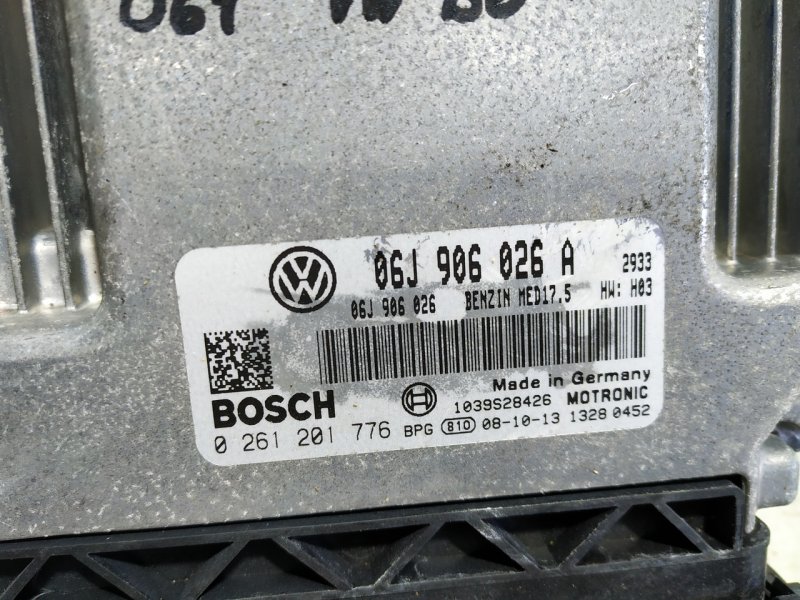 06J 906 026 A 2933
06J 906 026 BENZIN MED17.5 HW: H03
Made in Germany
BOSCH 1039S28426 MOTRONIC
0 261 201 776 BPG 810 08-10-13 1328 0452